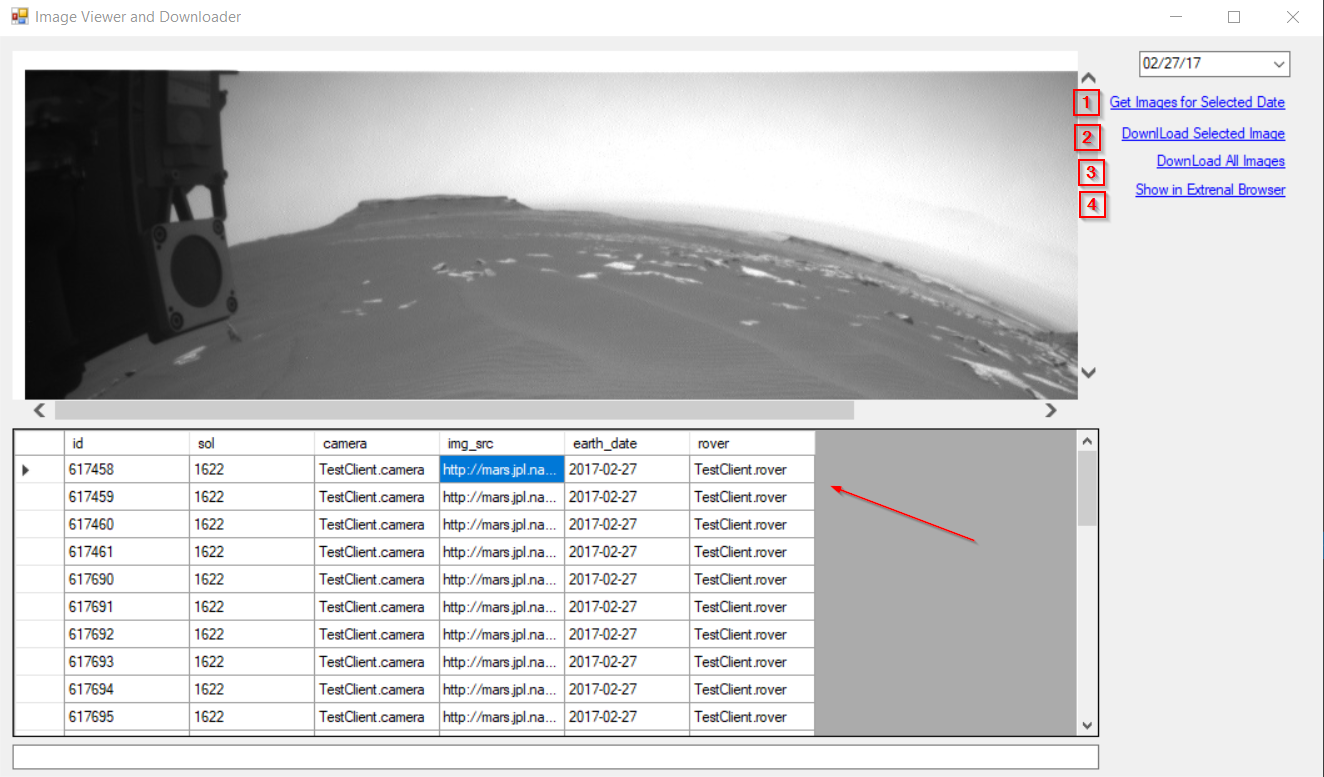 Image Viewer and Downloader
02/27/17
1 Get Images for Selected Date
2 DownlLoad Selected Image
3 DownLoad All Images
4 Show in Extrenal Browser
id sol camera img_src earth_date rover
617458 1622 TestClient.camera http://mars.jpl.na... 2017-02-27 TestClient.rover
617459 1622 TestClient.camera http://mars.jpl.na... 2017-02-27 TestClient.rover
617460 1622 TestClient.camera http://mars.jpl.na... 2017-02-27 TestClient.rover
617461 1622 TestClient.camera http://mars.jpl.na... 2017-02-27 TestClient.rover
617690 1622 TestClient.camera http://mars.jpl.na... 2017-02-27 TestClient.rover
617691 1622 TestClient.camera http://mars.jpl.na... 2017-02-27 TestClient.rover
617692 1622 TestClient.camera http://mars.jpl.na... 2017-02-27 TestClient.rover
617693 1622 TestClient.camera http://mars.jpl.na... 2017-02-27 TestClient.rover
617694 1622 TestClient.camera http://mars.jpl.na... 2017-02-27 TestClient.rover
617695 1622 TestClient.camera http://mars.jpl.na... 2017-02-27 TestClient.rover